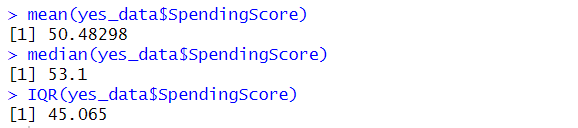 > mean(yes_data$SpendingScore)
[1] 50.48298
> median(yes_data$SpendingScore)
[1] 53.1
> IQR(yes_data$SpendingScore)
[1] 45.065